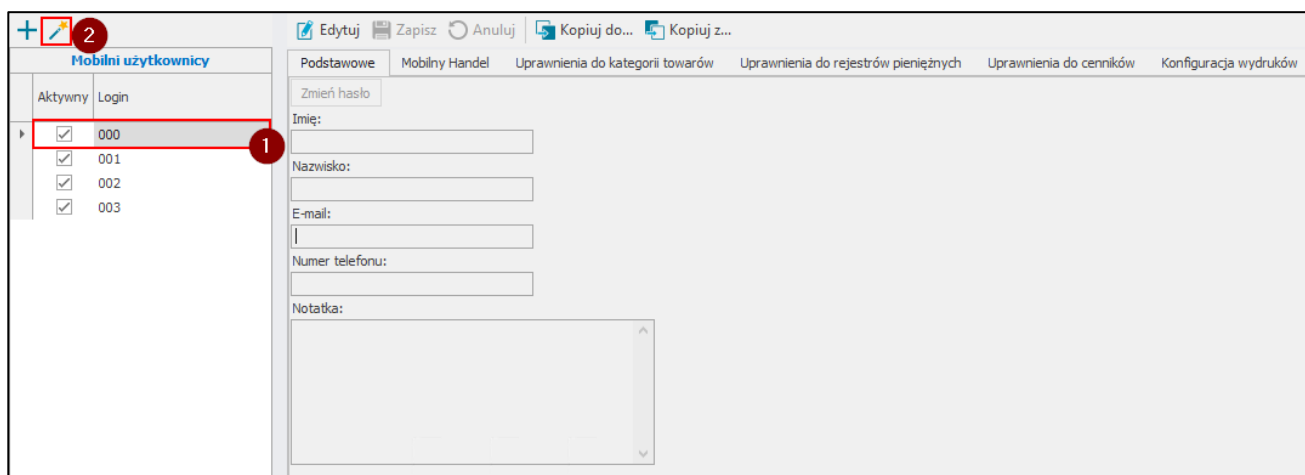 2
Edytuj Zapisz Anuluj Kopiuj do... Kopiuj z...
Mobilni użytkownicy
Podstawowe Mobilny Handel Uprawnienia do kategorii towarów Uprawnienia do rejestrów pieniężnych Uprawnienia do cenników Konfiguracja wydruków
Aktywny Login
000
1
001
002
003
Zmień hasło
Imię:
Nazwisko:
E-mail:
Numer telefonu:
Notatka: